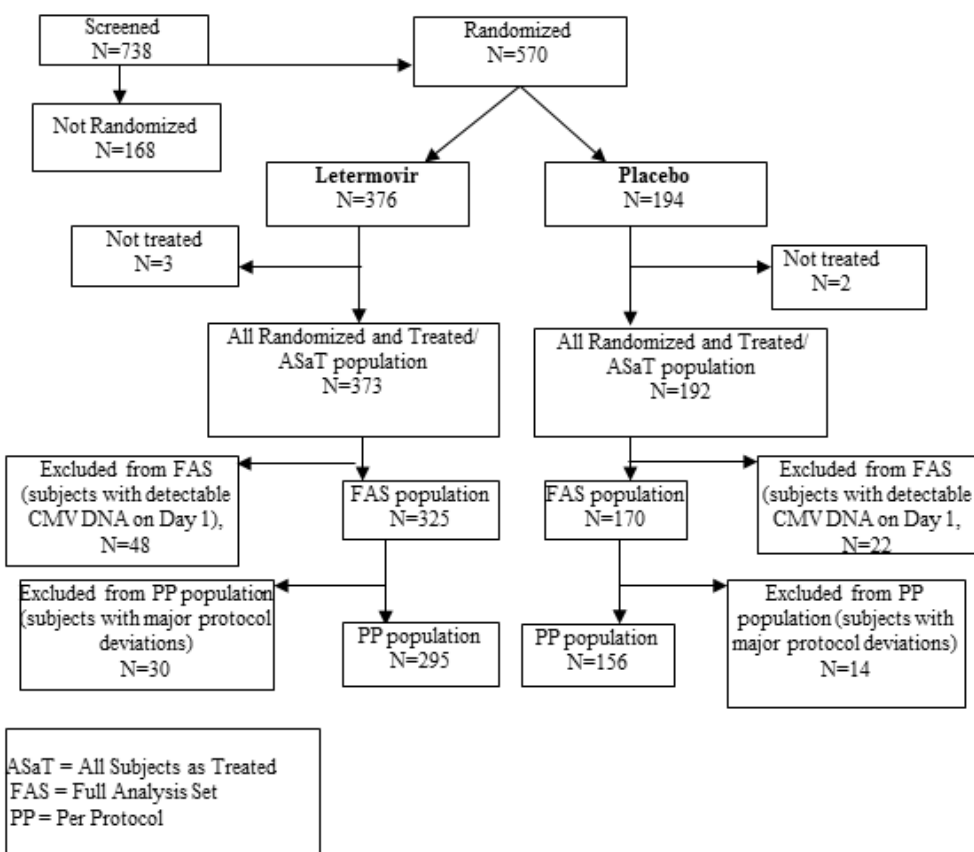 Screened
N=738
Randomized
N=570
Not Randomized
N=168
Letermovir
N=376
Placebo
N=194
Not treated
N=3
Not treated
N=2
All Randomized and Treated/
ASaT population
N=373
All Randomized and Treated/
ASaT population
N=192
Excluded from FAS
(subjects with detectable
CMV DNA on Day 1),
N=48
FAS population
N=325
FAS population
N=170
Excluded from FAS
(subjects with detectable
CMV DNA on Day 1,
N=22
Excluded from PP population
(subjects with major protocol
deviations)
N=30
PP population
N=295
PP population
N=156
Excluded from PP
population (subjects with
major protocol deviations)
N=14
ASaT = All Subjects as Treated
FAS = Full Analysis Set
PP = Per Protocol